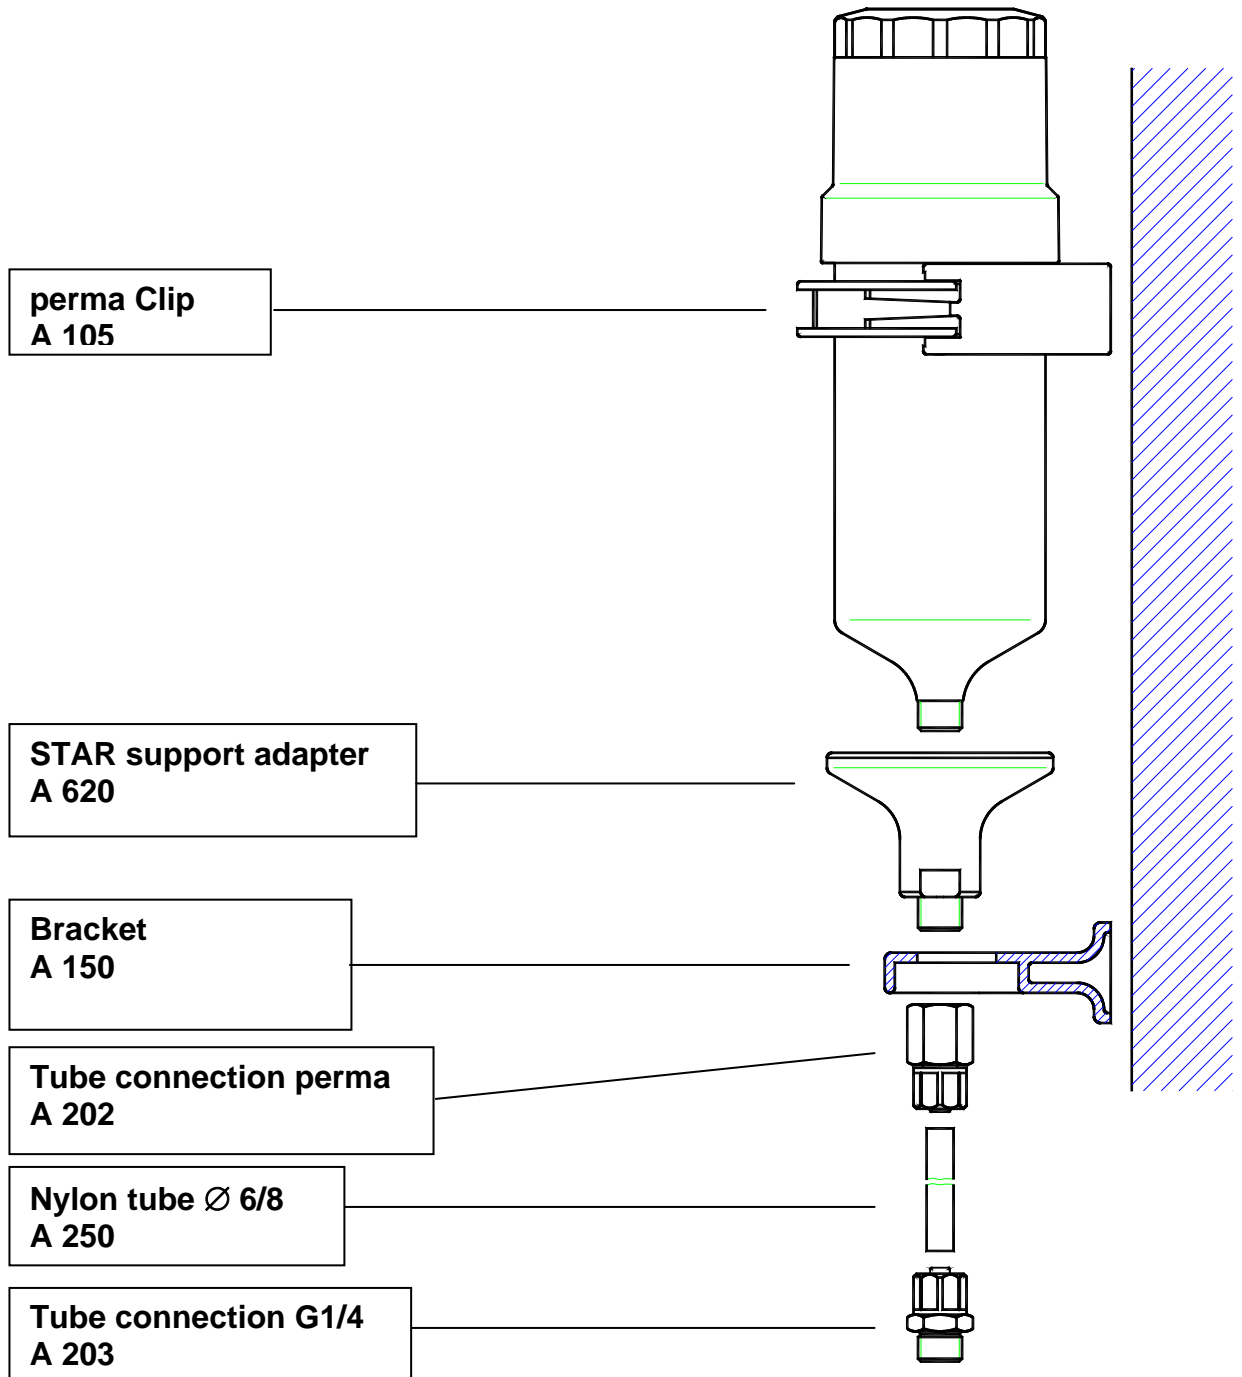 perma Clip
A 105
STAR support adapter
A 620
Bracket
A 150
Tube connection perma
A 202
Nylon tube ∅ 6/8
A 250
Tube connection G1/4
A 203